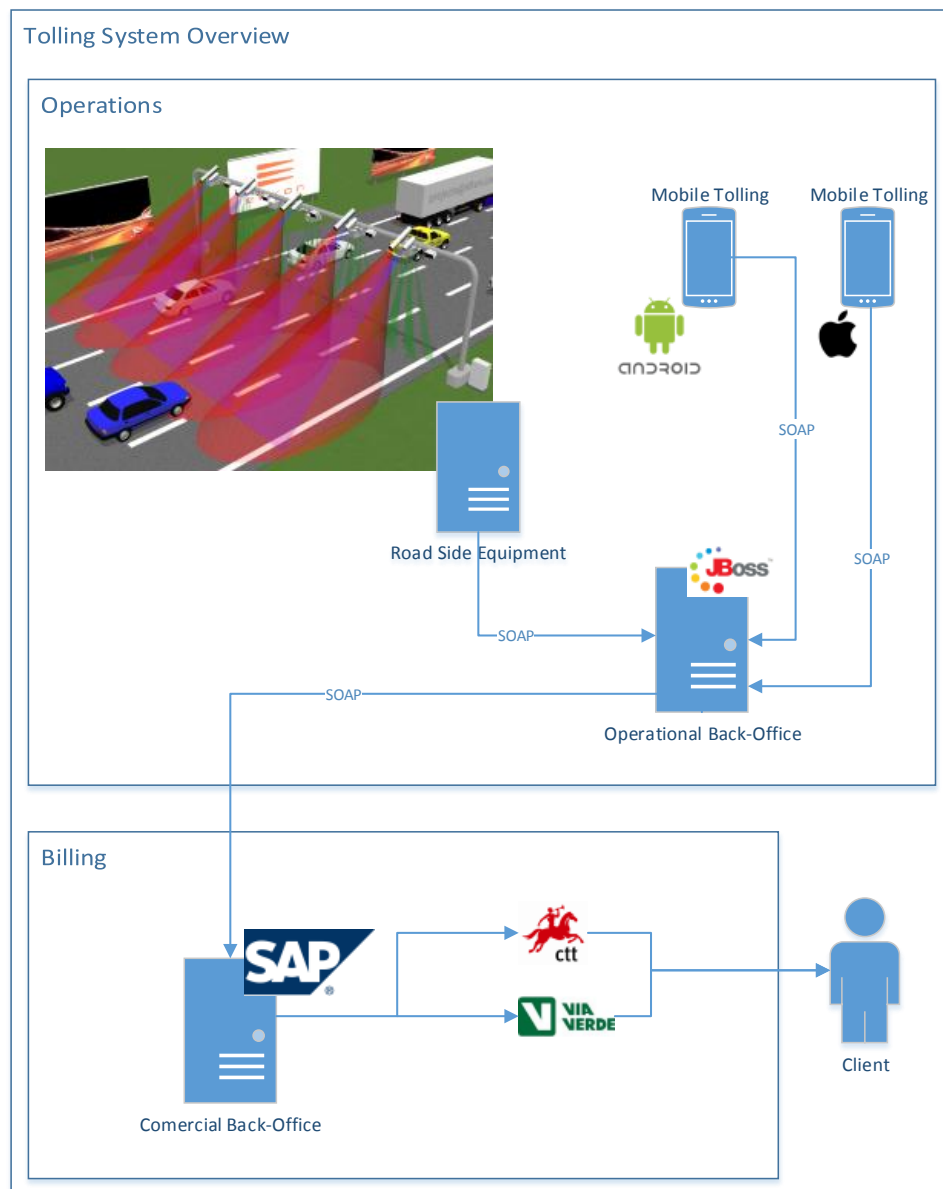 Tolling System Overview
Operations
Mobile Tolling
Mobile Tolling
ANDROID
SOAP
SOAP
Road Side Equipment
JBoss
SOAP
SOAP
Operational Back-Office
Billing
SAP
®
ctt
VIA
VERDE
Client
Comercial Back-Office